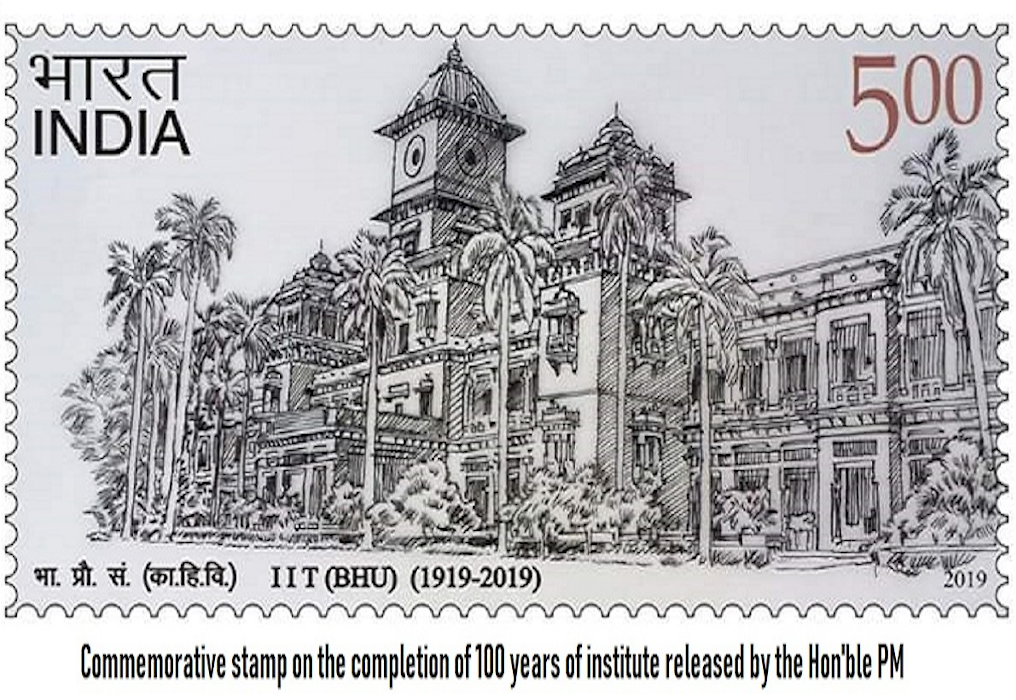 भारत
INDIA
500
भा. प्रौ. सं. (का.हि.वि.) IIT (BHU) (1919-2019)
2019
Commemorative stamp on the completion of 100 years of institute released by the Hon'ble PM